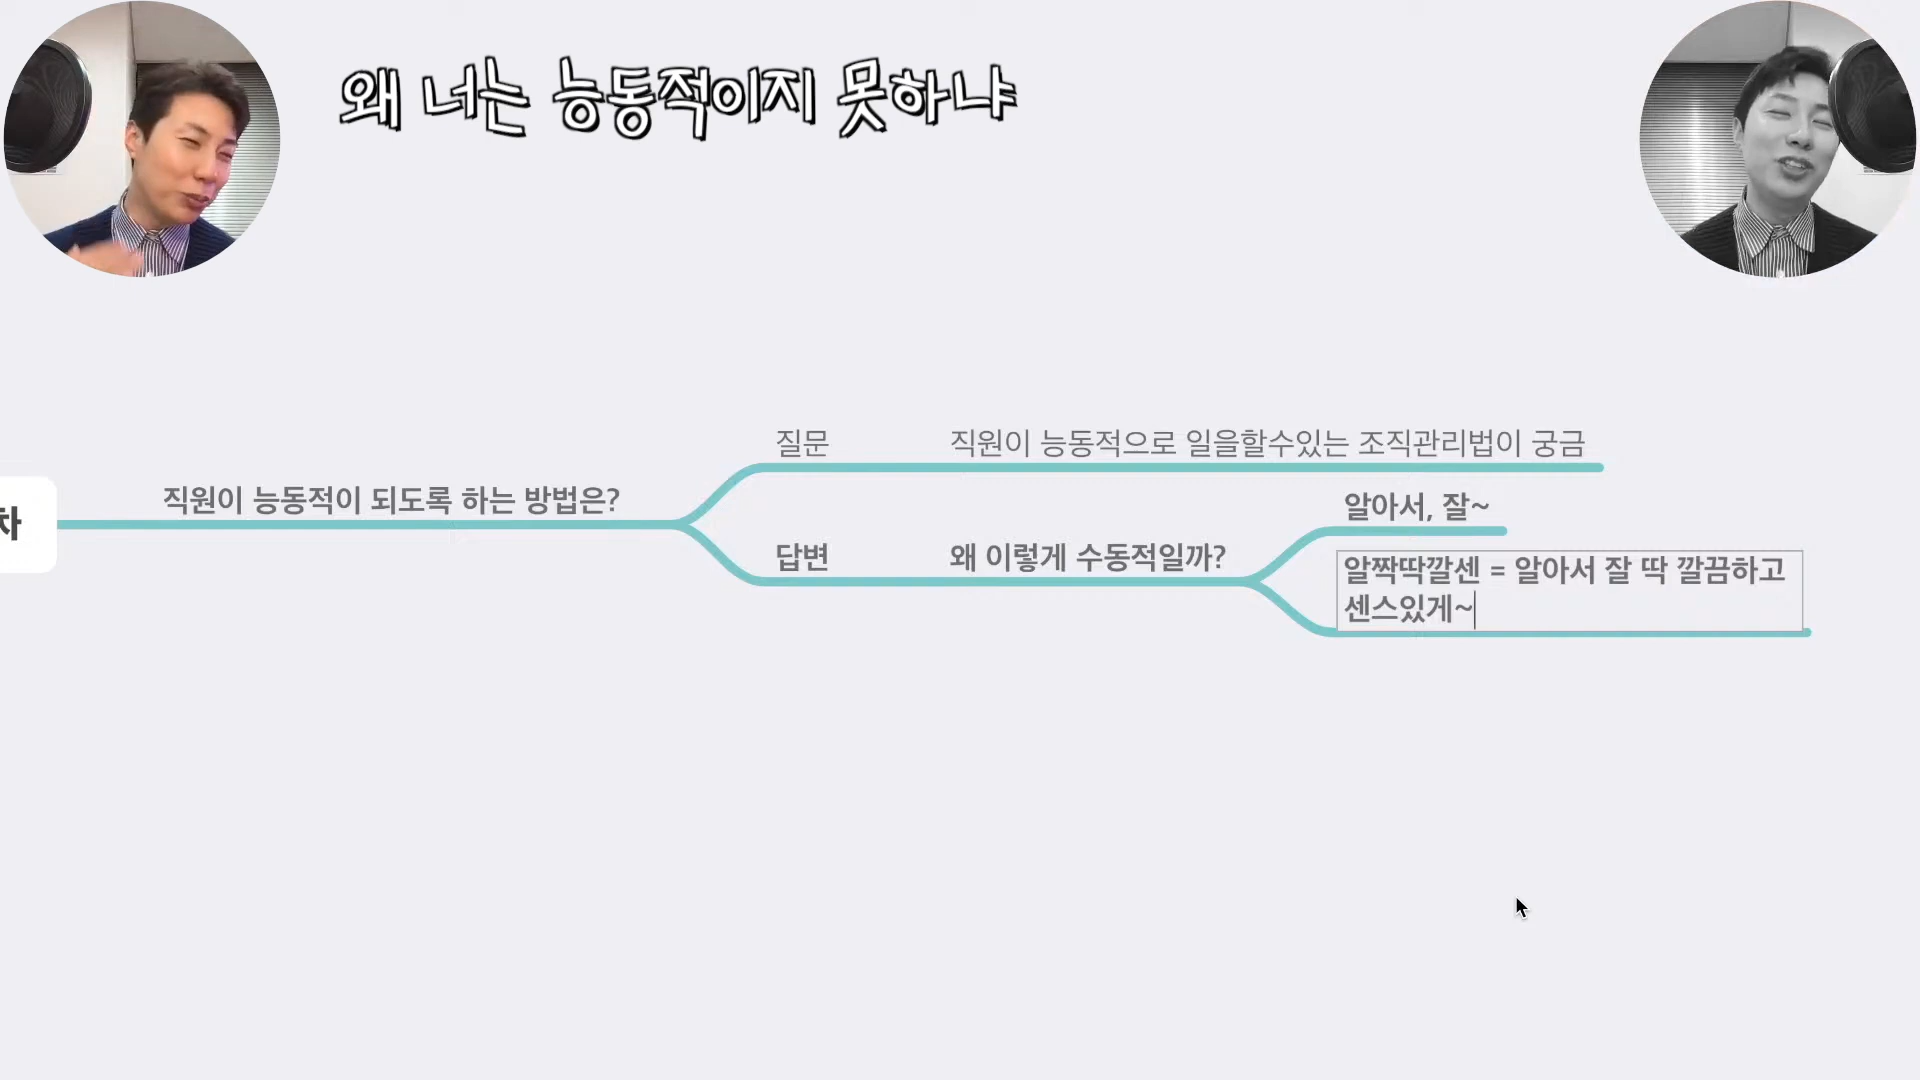 왜 너는 능동적이지 못하냐
질문
직원이 능동적으로 일을할수있는 조직관리법이 궁금
차
직원이 능동적이 되도록 하는 방법은?
알아서, 잘~
답변
왜 이렇게 수동적일까?
알짝딱깔센 = 알아서 잘 딱 깔끔하고
센스있게~